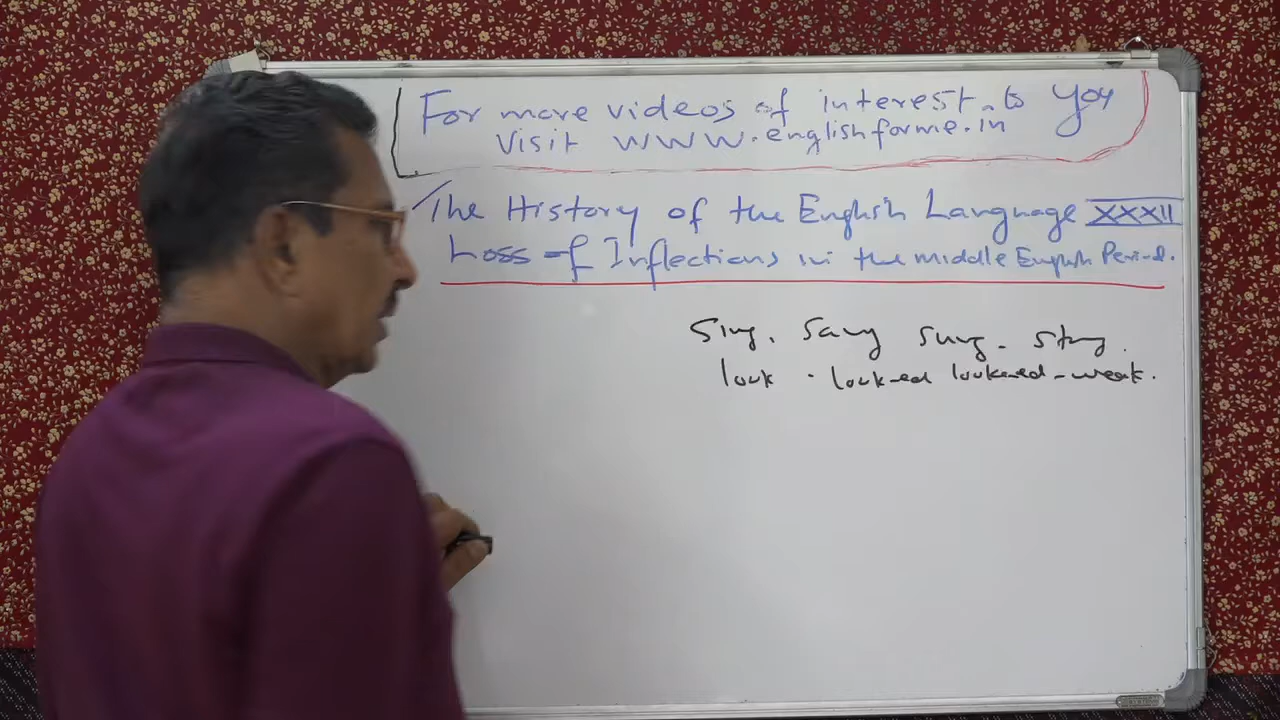 For more videos of interest to you
Visit www.englishforme.in
The History of the English Language XXXII
Loss of Inflections in the middle English Period.
Sing. Sang Sung. Strong.
look . looked looked - weak.